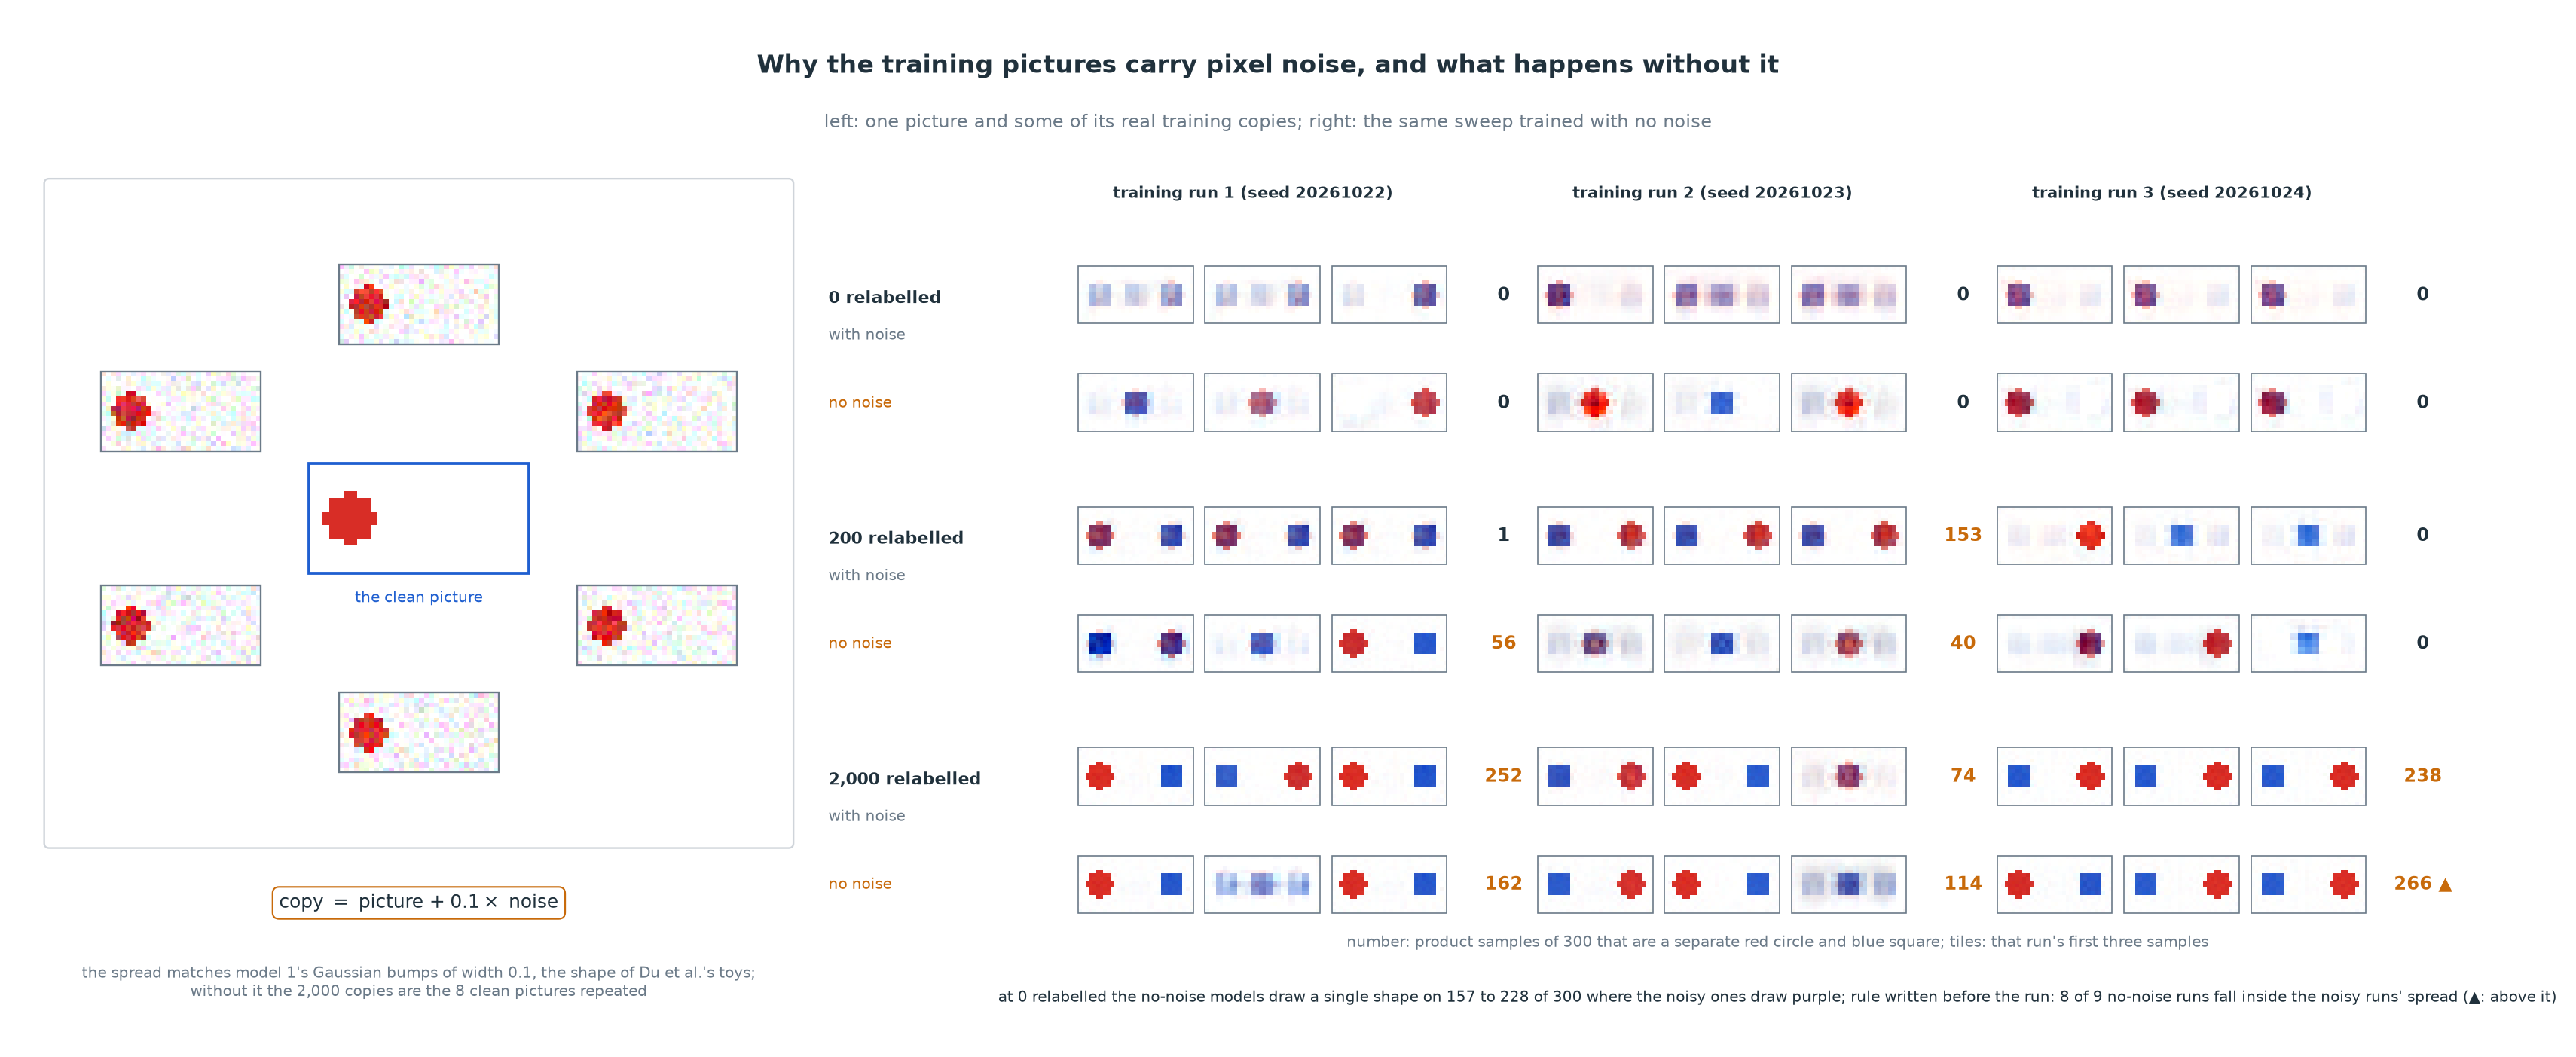 Why the training pictures carry pixel noise, and what happens without it
left: one picture and some of its real training copies; right: the same sweep trained with no noise
the clean picture
copy = picture + 0.1 × noise
the spread matches model 1's Gaussian bumps of width 0.1, the shape of Du et al.'s toys;
without it the 2,000 copies are the 8 clean pictures repeated
training run 1 (seed 20261022) training run 2 (seed 20261023) training run 3 (seed 20261024)
0 relabelled
with noise
0 0 0
no noise
0 0 0
200 relabelled
with noise
1 153 0
no noise
56 40 0
2,000 relabelled
with noise
252 74 238
no noise
162 114 266 ▲
number: product samples of 300 that are a separate red circle and blue square; tiles: that run's first three samples
at 0 relabelled the no-noise models draw a single shape on 157 to 228 of 300 where the noisy ones draw purple; rule written before the run: 8 of 9 no-noise runs fall inside the noisy runs' spread (▲: above it)